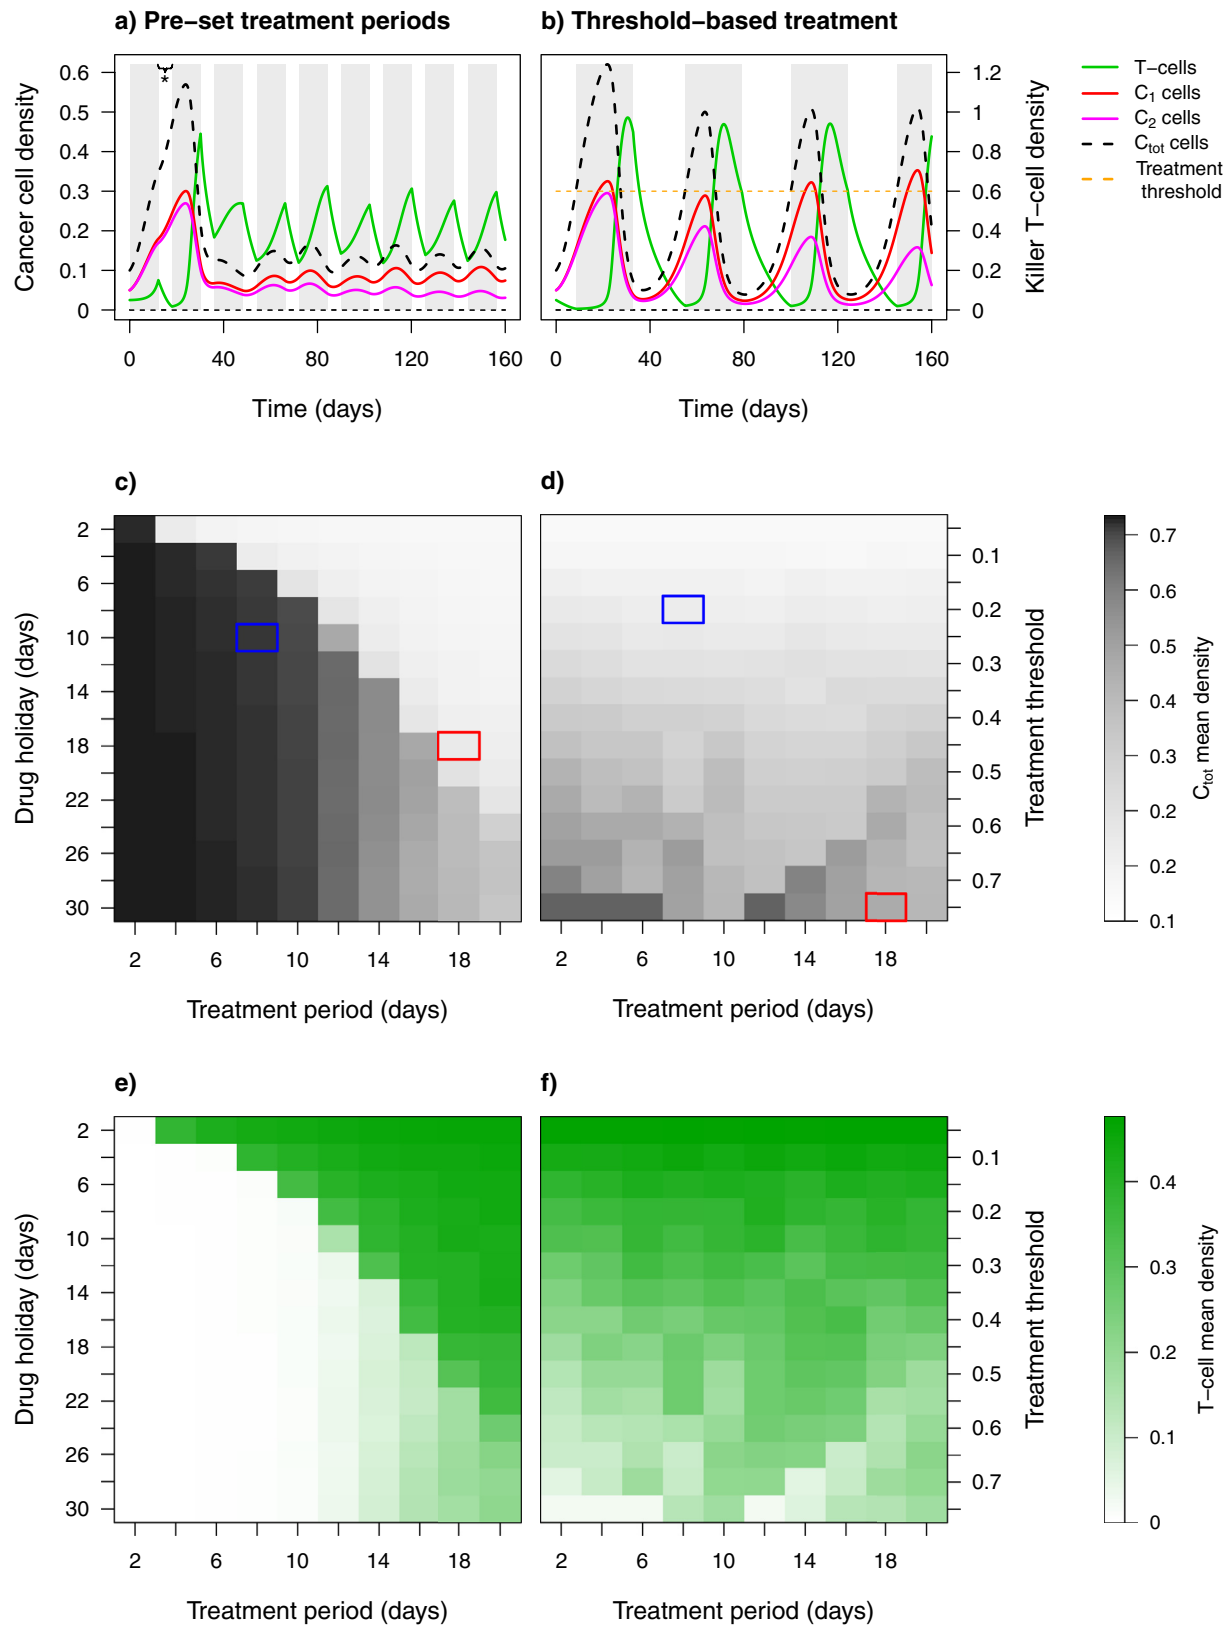 a) Pre-set treatment periods
b) Threshold-based treatment
Cancer cell density
0.6
0.5
0.4
0.3
0.2
0.1
0
*
0 40 80 120 160
Time (days)
0 40 80 120 160
Time (days)
1.2
1
0.8
0.6
0.4
0.2
0
Killer T-cell density
T-cells
C1 cells
C2 cells
Ctot cells
Treatment
threshold
c)
Drug holiday (days)
2
6
10
14
18
22
26
30
2 6 10 14 18
Treatment period (days)
d)
0.1
0.2
0.3
0.4
0.5
0.6
0.7
Treatment threshold
2 6 10 14 18
Treatment period (days)
0.7
0.6
0.5
0.4
0.3
0.2
0.2
0.1
Ctot mean density
e)
Drug holiday (days)
2
6
10
14
18
22
26
30
2 6 10 14 18
Treatment period (days)
f)
0.1
0.2
0.3
0.4
0.5
0.6
0.7
Treatment threshold
2 6 10 14 18
Treatment period (days)
0.4
0.3
0.2
0.1
0
T-cell mean density